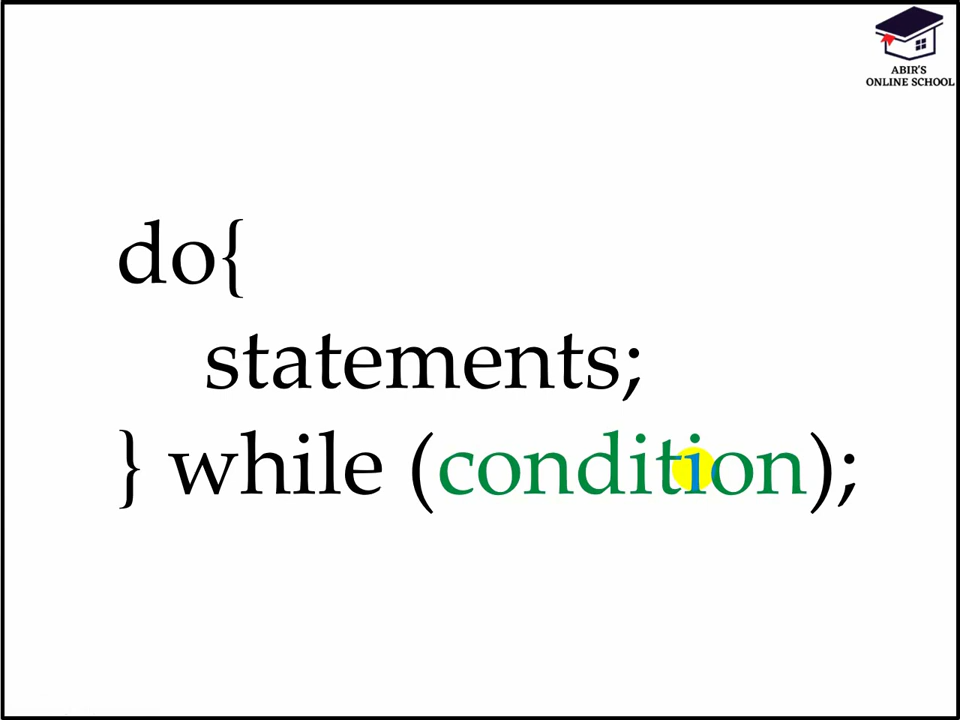 ABIR'S
ONLINE SCHOOL
do{
statements;
} while (condition);